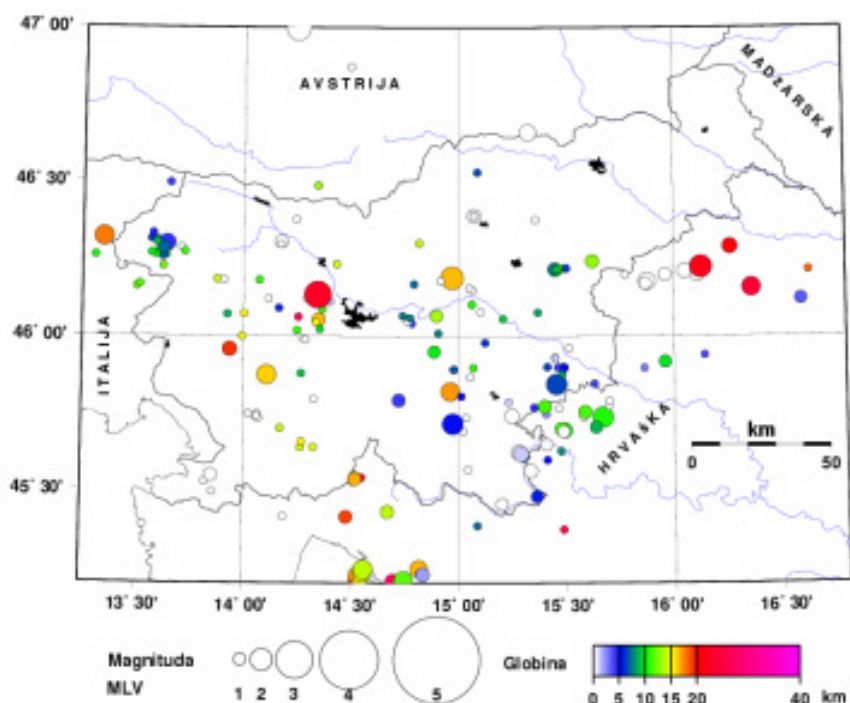 47° 00'
AVSTRIJA
MADŽARSKA
46° 30'
46° 00'
ITALIJA
HRVAŠKA
km
0 50
45° 30'
13° 30' 14° 00' 14° 30' 15° 00' 15° 30' 16° 00' 16° 30'
Magnituda
MLV
1 2 3 4 5
Globina
0 5 10 15 20 40 km